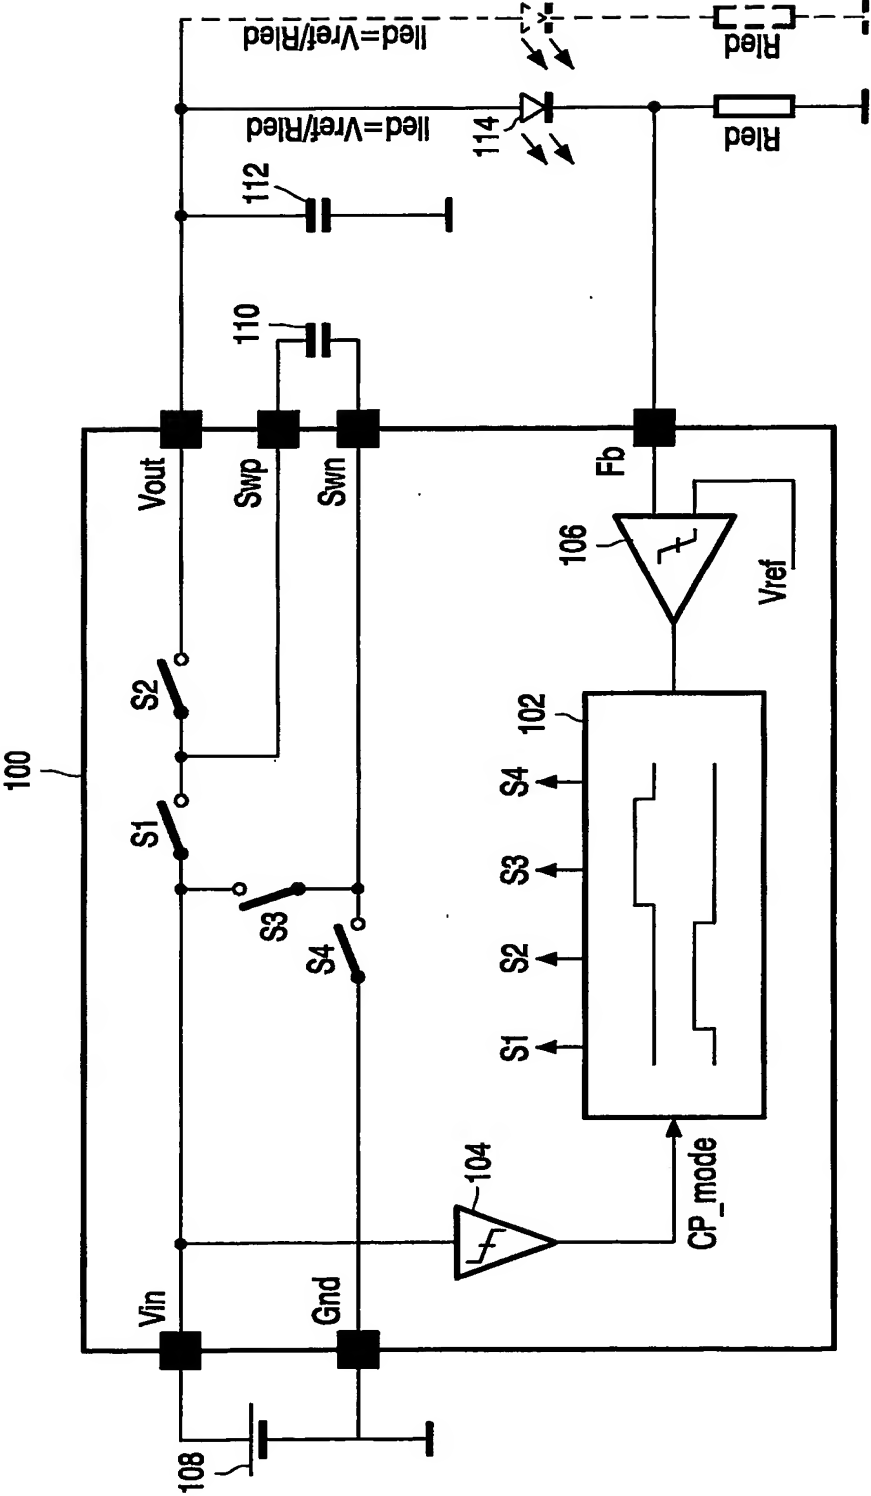 100
Vin
S1
S2
Vout
112
Iled=Vref/Rled
Iled=Vref/Rled
110
Swp
S3
Swn
S4
Gnd
108
114
Rled
Rled
104
CP_mode
S1
S2
S3
S4
102
106
Fb
Vref